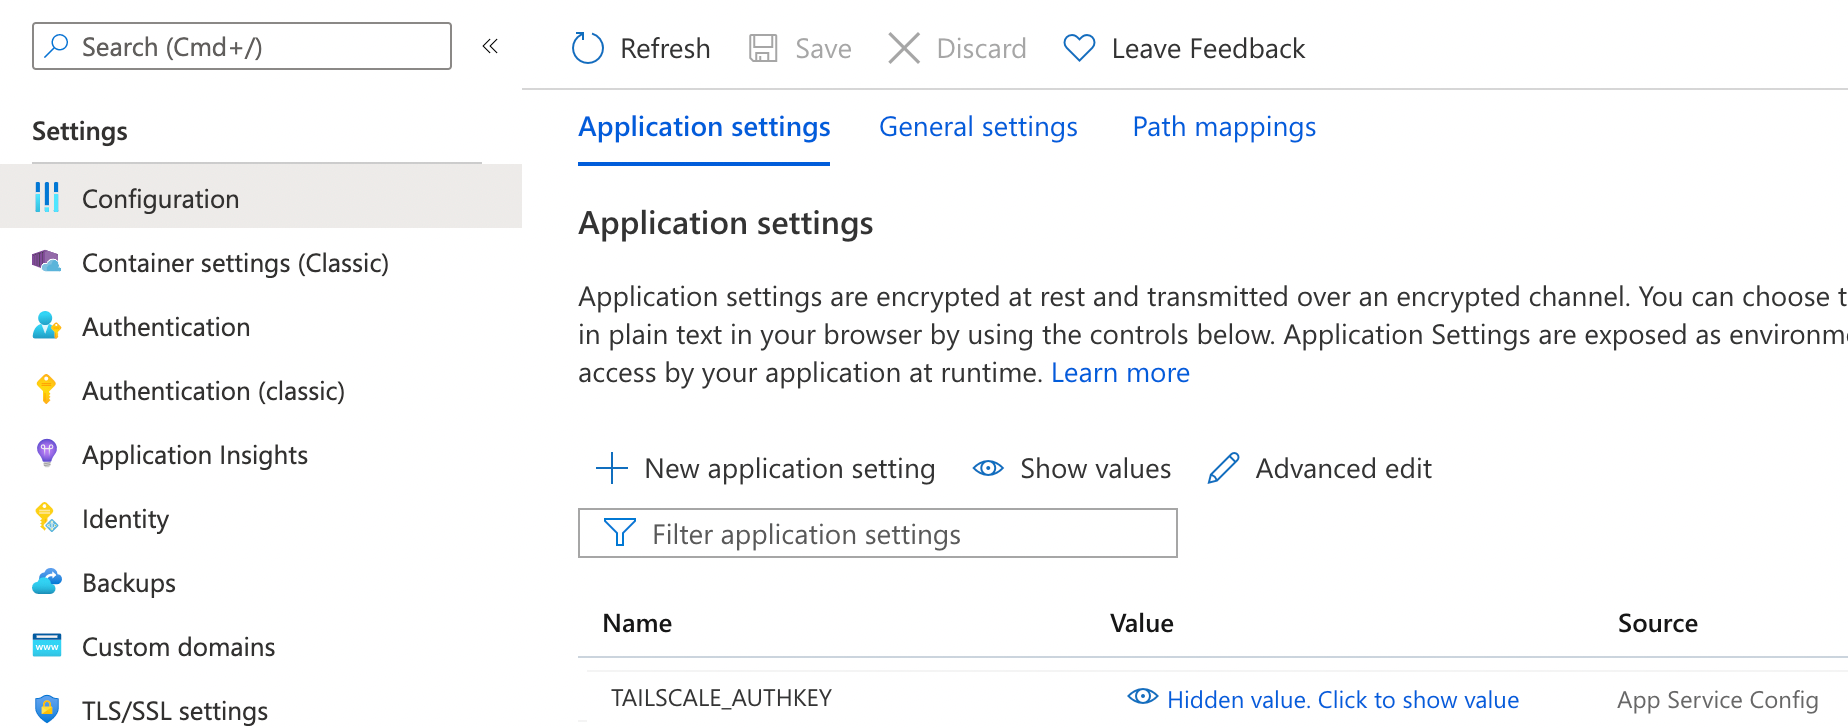 Search (Cmd+/)
«
Refresh
Save
Discard
Leave Feedback
Settings
Configuration
Container settings (Classic)
Authentication
Authentication (classic)
Application Insights
Identity
Backups
Custom domains
TLS/SSL settings
Application settings
General settings
Path mappings
Application settings
Application settings are encrypted at rest and transmitted over an encrypted channel. You can choose t
in plain text in your browser by using the controls below. Application Settings are exposed as environm
access by your application at runtime. Learn more
New application setting
Show values
Advanced edit
Filter application settings
Name Value Source
TAILSCALE_AUTHKEY Hidden value. Click to show value App Service Config